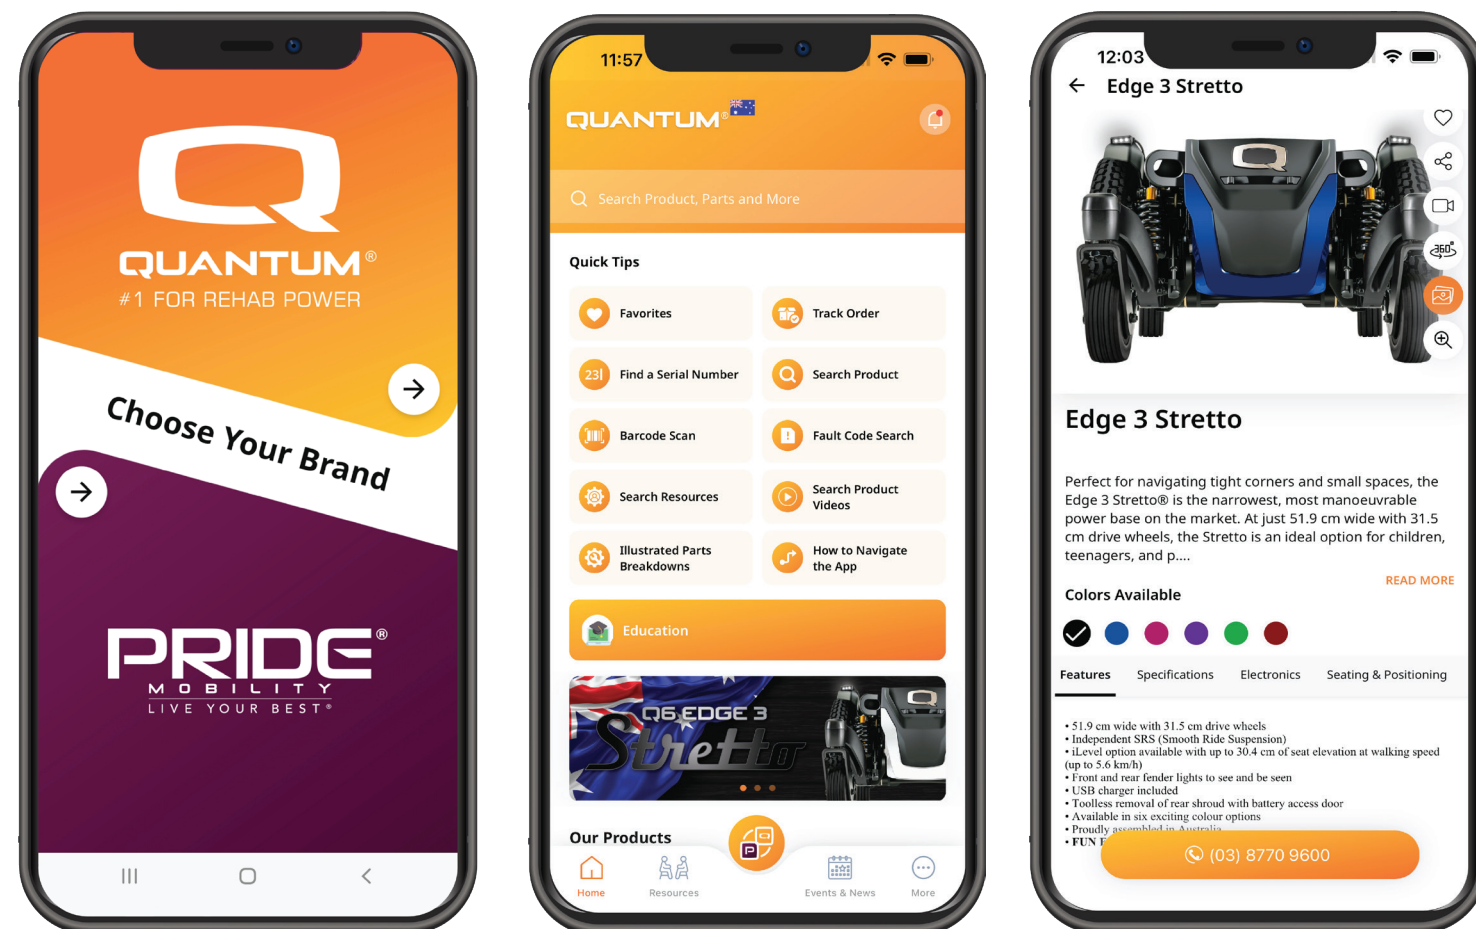 QUANTUM®
#1 FOR REHAB POWER
Choose Your Brand
PRIDE®
MOBILITY
LIVE YOUR BEST®
11:57
QUANTUM®
Search Product, Parts and More
Quick Tips
Favorites
Track Order
23|
Find a Serial Number
Search Product
Barcode Scan
Fault Code Search
Search Resources
Search Product
Videos
Illustrated Parts
Breakdowns
How to Navigate
the App
Education
Q6 EDGE 3
Stretto
Our Products
P
Home
Resources
Events & News
More
12:03
Edge 3 Stretto
360°
Edge 3 Stretto
Perfect for navigating tight corners and small spaces, the
Edge 3 Stretto® is the narrowest, most manoeuvrable
power base on the market. At just 51.9 cm wide with 31.5
cm drive wheels, the Stretto is an ideal option for children,
teenagers, and p....
READ MORE
Colors Available
Features
Specifications
Electronics
Seating & Positioning
• 51.9 cm wide with 31.5 cm drive wheels
• Independent SRS (Smooth Ride Suspension)
• iLevel option available with up to 30.4 cm of seat elevation at walking speed
(up to 5.6 km/h)
• Front and rear fender lights to see and be seen
• USB charger included
• Toolless removal of rear shroud with battery access door
• Available in six exciting colour options
• Proudly assembled in Australia
• FUN
(03) 8770 9600